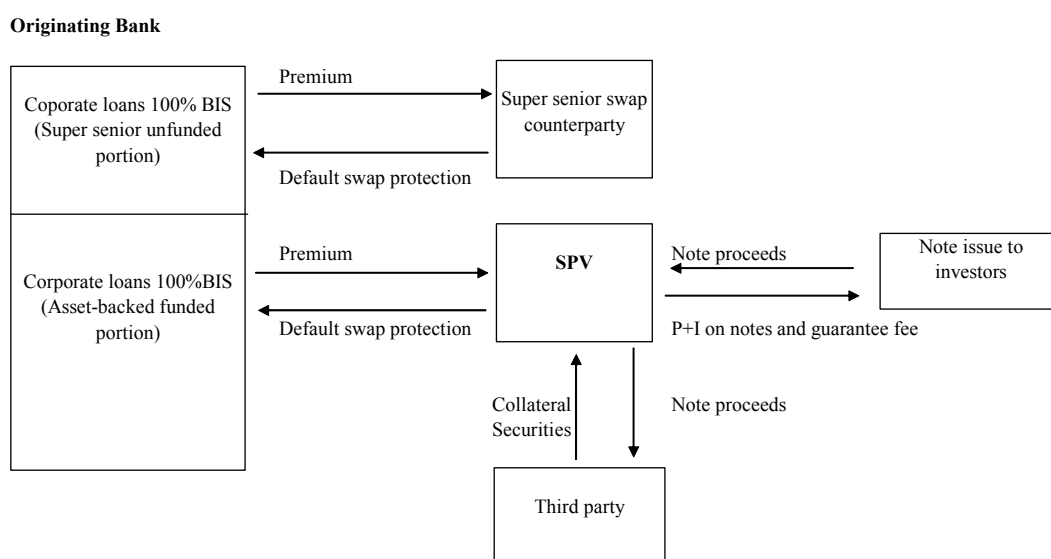 Originating Bank
Premium
Coporate loans 100% BIS
(Super senior unfunded
portion)
Super senior swap
counterparty
Default swap protection
Premium
Corporate loans 100%BIS
(Asset-backed funded
portion)
SPV
Note proceeds
Note issue to
investors
Default swap protection
P+I on notes and guarantee fee
Collateral
Securities
Note proceeds
Third party